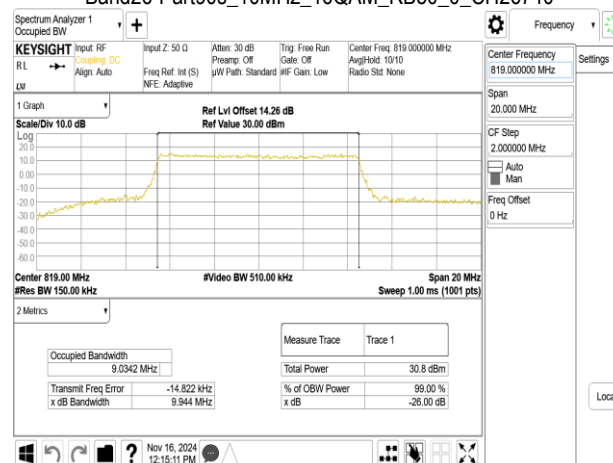 Spectrum Analyzer 1
Occupied BW
Frequency
KEYSIGHT
RL
Input: RF
Coupling: DC
Align: Auto
Input Z: 50 Ω
Freq Ref: Int (S)
NFE: Adaptive
Atten: 30 dB
Preamp: Off
µW Path: Standard
Trig: Free Run
Gate: Off
#IF Gain: Low
Center Freq: 819.000000 MHz
Avg|Hold: 10/10
Radio Std: None
Center Frequency
819.000000 MHz
Settings
Span
20.000 MHz
CF Step
2.000000 MHz
Auto
Man
Freq Offset
0 Hz
1 Graph
Scale/Div 10.0 dB
Ref Lvl Offset 14.26 dB
Ref Value 30.00 dBm
Log
20.0
10.0
0.00
-10.0
-20.0
-30.0
-40.0
-50.0
-60.0
Center 819.00 MHz
#Video BW 510.00 kHz
Span 20 MHz
#Res BW 150.00 kHz
Sweep 1.00 ms (1001 pts)
2 Metrics
Measure Trace Trace 1
Occupied Bandwidth
9.0342 MHz
Total Power 30.8 dBm
Transmit Freq Error -14.822 kHz
% of OBW Power 99.00 %
x dB Bandwidth 9.944 MHz
x dB -26.00 dB
Loca
Nov 16, 2024
12:15:11 PM